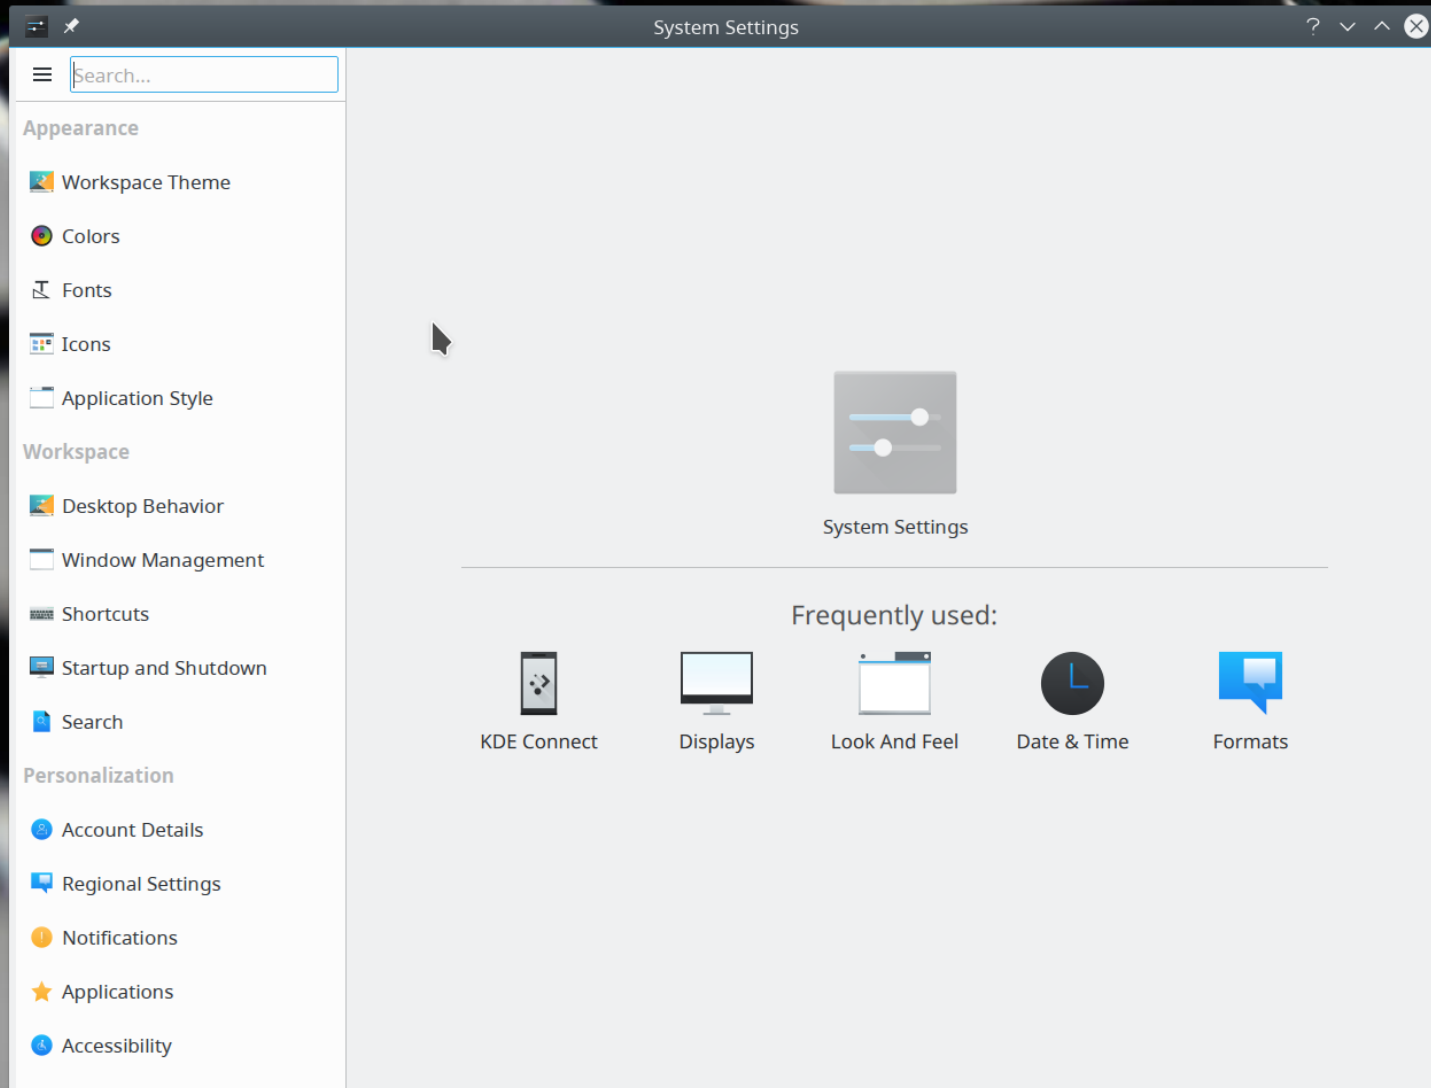 System Settings
Search...
Appearance
Workspace Theme
Colors
Fonts
Icons
Application Style
Workspace
Desktop Behavior
Window Management
Shortcuts
Startup and Shutdown
Search
Personalization
Account Details
Regional Settings
Notifications
Applications
Accessibility
System Settings
Frequently used:
KDE Connect
Displays
Look And Feel
Date & Time
Formats